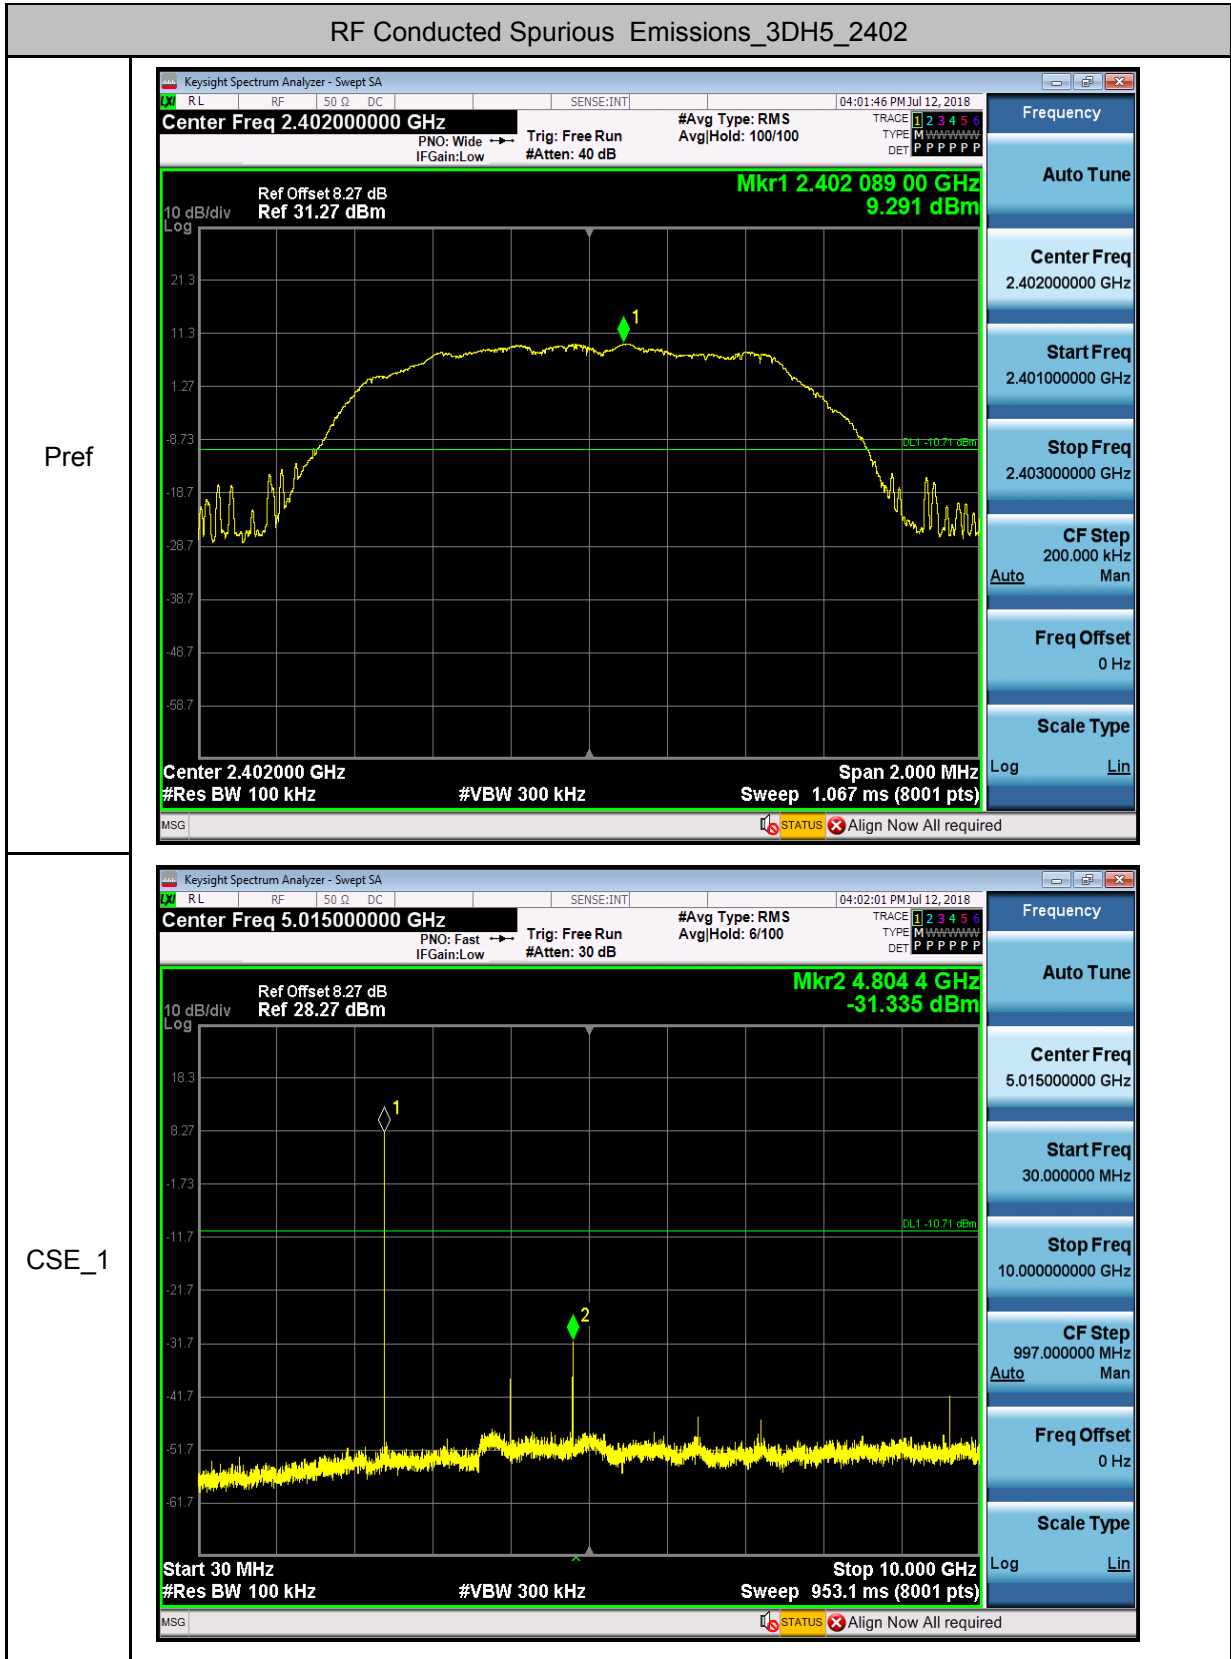 RF Conducted Spurious Emissions_3DH5_2402
Pref
Keysight Spectrum Analyzer - Swept SA
LXI RL RF 50 Ω DC SENSE:INT 04:01:46 PM Jul 12, 2018
Center Freq 2.402000000 GHz
PNO: Wide
IFGain:Low
Trig: Free Run
#Atten: 40 dB
#Avg Type: RMS
Avg|Hold: 100/100
TRACE 1 2 3 4 5 6
TYPE M WWWWW
DET P P P P P P
Mkr1 2.402 089 00 GHz
9.291 dBm
Ref Offset 8.27 dB
10 dB/div Ref 31.27 dBm
Log
21.3
11.3
1.27
-8.73
-18.7
-28.7
-38.7
-48.7
-58.7
1
DL1 -10.71 dBm
Center 2.402000 GHz Span 2.000 MHz
#Res BW 100 kHz #VBW 300 kHz Sweep 1.067 ms (8001 pts)
MSG STATUS Align Now All required
Frequency
Auto Tune
Center Freq
2.402000000 GHz
Start Freq
2.401000000 GHz
Stop Freq
2.403000000 GHz
CF Step
200.000 kHz
Auto Man
Freq Offset
0 Hz
Scale Type
Log Lin
CSE_1
Keysight Spectrum Analyzer - Swept SA
LXI RL RF 50 Ω DC SENSE:INT 04:02:01 PM Jul 12, 2018
Center Freq 5.015000000 GHz
PNO: Fast
IFGain:Low
Trig: Free Run
#Atten: 30 dB
#Avg Type: RMS
Avg|Hold: 6/100
TRACE 1 2 3 4 5 6
TYPE M WWWWW
DET P P P P P P
Mkr2 4.804 4 GHz
-31.335 dBm
Ref Offset 8.27 dB
10 dB/div Ref 28.27 dBm
Log
18.3
8.27
-1.73
-11.7
-21.7
-31.7
-41.7
-51.7
-61.7
1
2
DL1 -10.71 dBm
Start 30 MHz Stop 10.000 GHz
#Res BW 100 kHz #VBW 300 kHz Sweep 953.1 ms (8001 pts)
MSG STATUS Align Now All required
Frequency
Auto Tune
Center Freq
5.015000000 GHz
Start Freq
30.000000 MHz
Stop Freq
10.000000000 GHz
CF Step
997.000000 MHz
Auto Man
Freq Offset
0 Hz
Scale Type
Log Lin